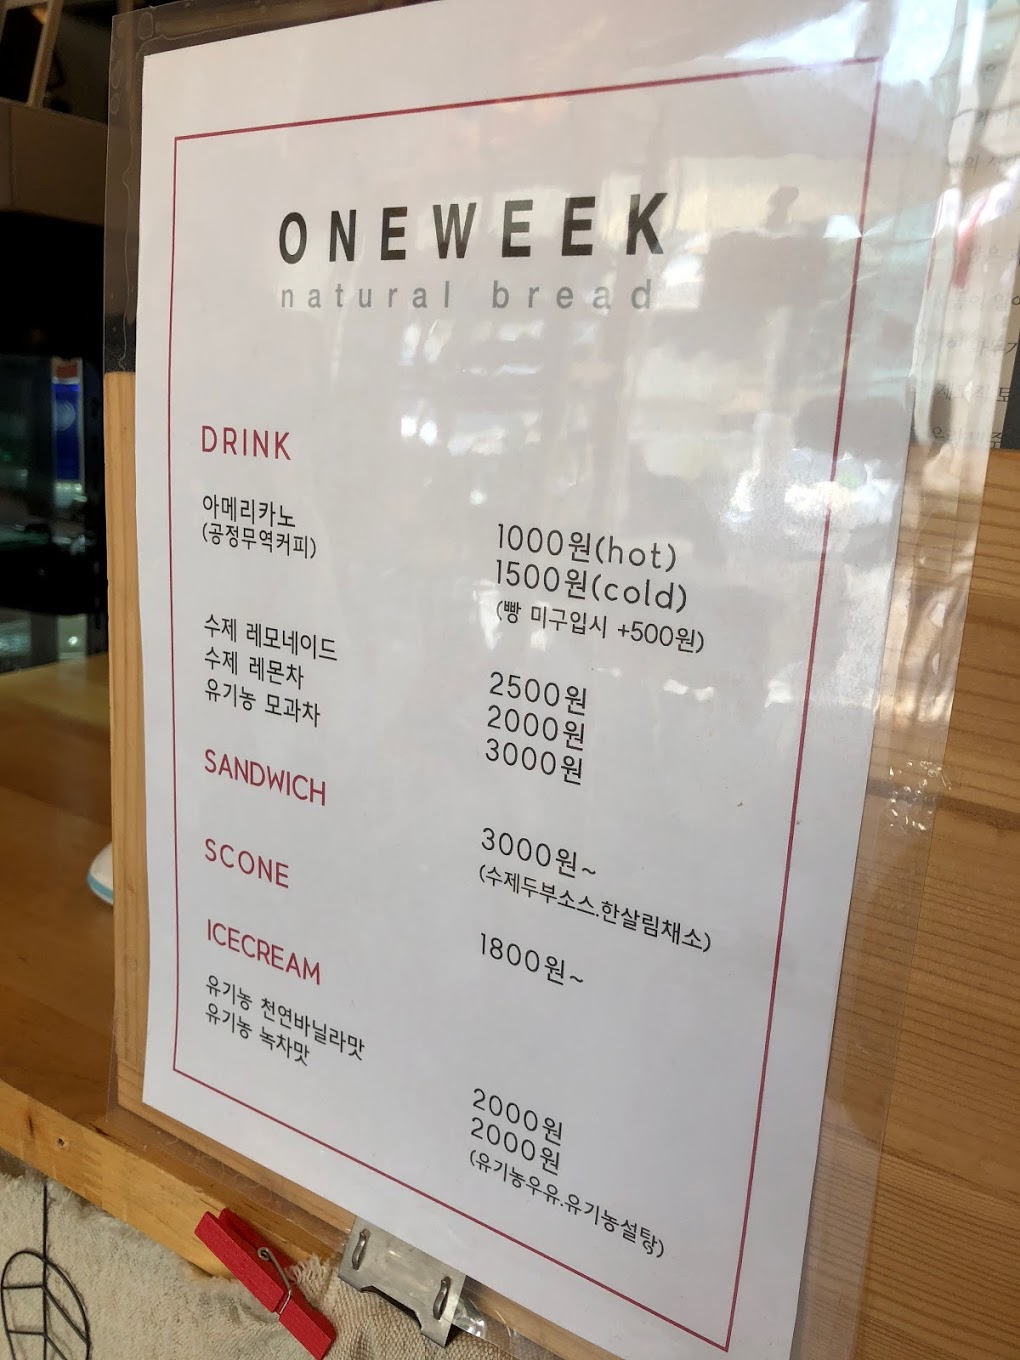 ONEWEEK
natural bread
DRINK
아메리카노
(공정무역커피)
1000원(hot)
1500원(cold)
(빵 미구입시 +500원)
수제 레모네이드 2500원
수제 레몬차 2000원
유기농 모과차 3000원
SANDWICH 3000원~
(수제두부소스.한살림채소)
SCONE 1800원~
ICECREAM
유기농 천연바닐라맛 2000원
유기농 녹차맛 2000원
(유기농우유.유기농설탕)